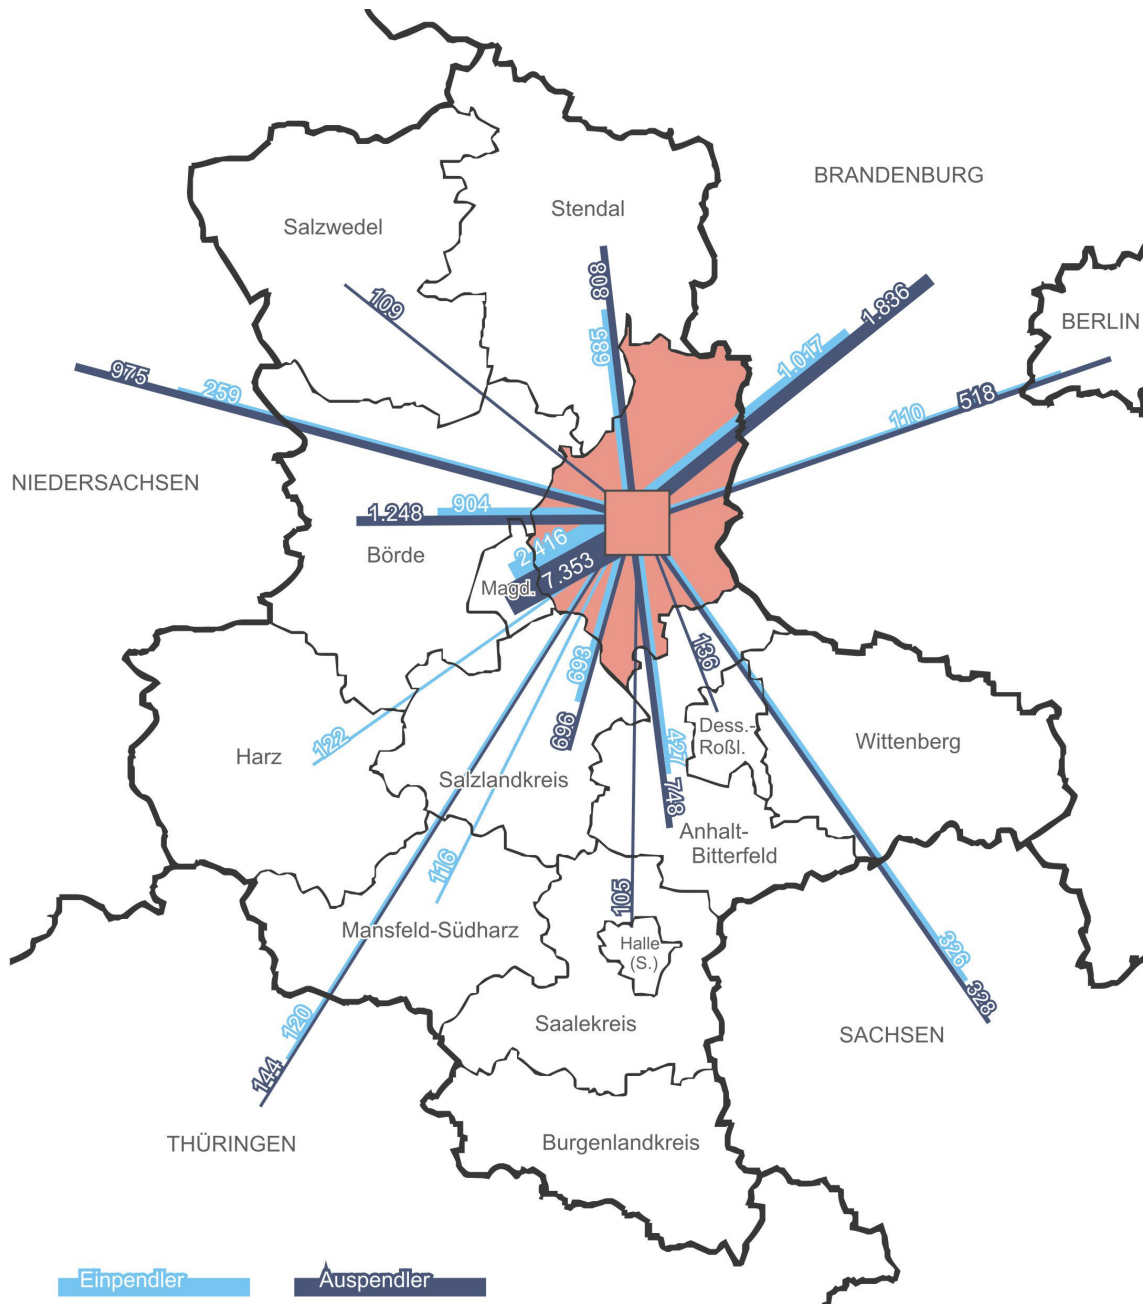 BRANDENBURG
Stendal
Salzwedel
808
109
1.836
BERLIN
685
1.017
975
259
518
110
NIEDERSACHSEN
904
1.248
Börde
2.416
7.353
Magd.
136
693
696
Dess.-
Roßl.
Wittenberg
122
Harz
421
748
Salzlandkreis
Anhalt-
Bitterfeld
116
105
Mansfeld-Südharz
Halle
(S.)
326
328
120
144
Saalekreis
SACHSEN
THÜRINGEN
Burgenlandkreis
Einpendler
Auspendler